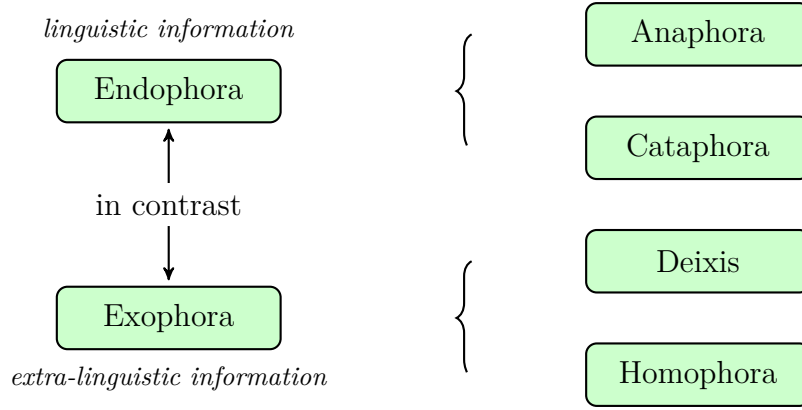 linguistic information
Endophora
in contrast
Exophora
extra-linguistic information
Anaphora
Cataphora
Deixis
Homophora